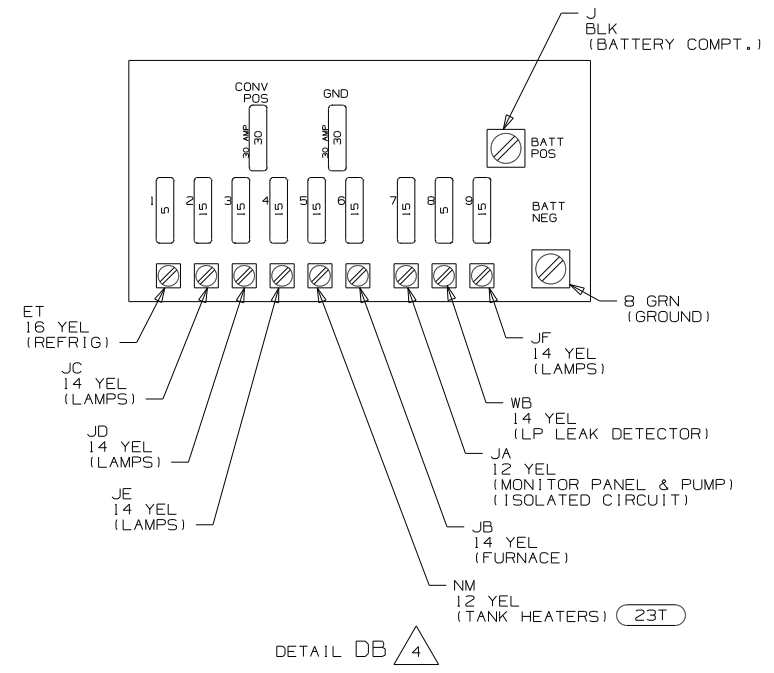 J
BLK
(BATTERY COMPT.)
CONV
POS
GND
30 AMP
30
30 AMP
30
BATT
POS
1
5
2
15
3
15
4
15
5
15
6
15
7
15
8
5
9
15
BATT
NEG
8 GRN
(GROUND)
ET
16 YEL
(REFRIG)
JF
14 YEL
(LAMPS)
JC
14 YEL
(LAMPS)
WB
14 YEL
(LP LEAK DETECTOR)
JD
14 YEL
(LAMPS)
JA
12 YEL
(MONITOR PANEL & PUMP)
(ISOLATED CIRCUIT)
JE
14 YEL
(LAMPS)
JB
14 YEL
(FURNACE)
NM
12 YEL
(TANK HEATERS) 23T
DETAIL DB 4